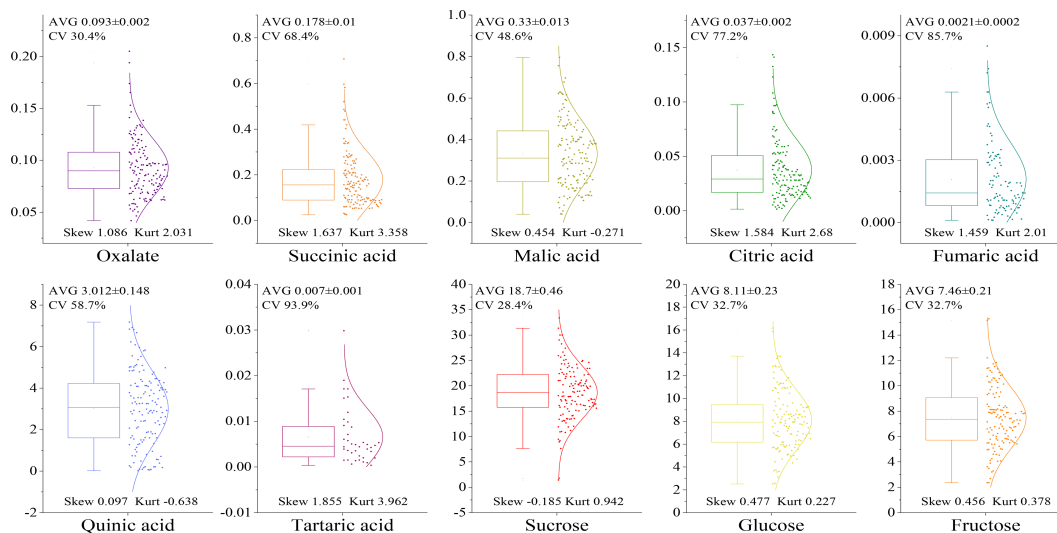 AVG 0.093±0.002
CV 30.4%
0.20
0.15
0.10
0.05
Skew 1.086 Kurt 2.031
Oxalate
AVG 0.178±0.01
CV 68.4%
0.8
0.6
0.4
0.2
0.0
Skew 1.637 Kurt 3.358
Succinic acid
1.0
AVG 0.33±0.013
CV 48.6%
0.8
0.6
0.4
0.2
0.0
Skew 0.454 Kurt -0.271
Malic acid
AVG 0.037±0.002
CV 77.2%
0.15
0.10
0.05
0.00
Skew 1.584 Kurt 2.68
Citric acid
AVG 0.0021±0.0002
CV 85.7%
0.009
0.006
0.003
0.000
Skew 1.459 Kurt 2.01
Fumaric acid
AVG 3.012±0.148
CV 58.7%
8
6
4
2
0
-2
Skew 0.097 Kurt -0.638
Quinic acid
0.04
AVG 0.007±0.001
CV 93.9%
0.03
0.02
0.01
0.00
-0.01
Skew 1.855 Kurt 3.962
Tartaric acid
40
AVG 18.7±0.46
CV 28.4%
35
30
25
20
15
10
5
0
-5
Skew -0.185 Kurt 0.942
Sucrose
20
AVG 8.11±0.23
CV 32.7%
18
16
14
12
10
8
6
4
2
0
Skew 0.477 Kurt 0.227
Glucose
18
AVG 7.46±0.21
CV 32.7%
16
14
12
10
8
6
4
2
0
Skew 0.456 Kurt 0.378
Fructose